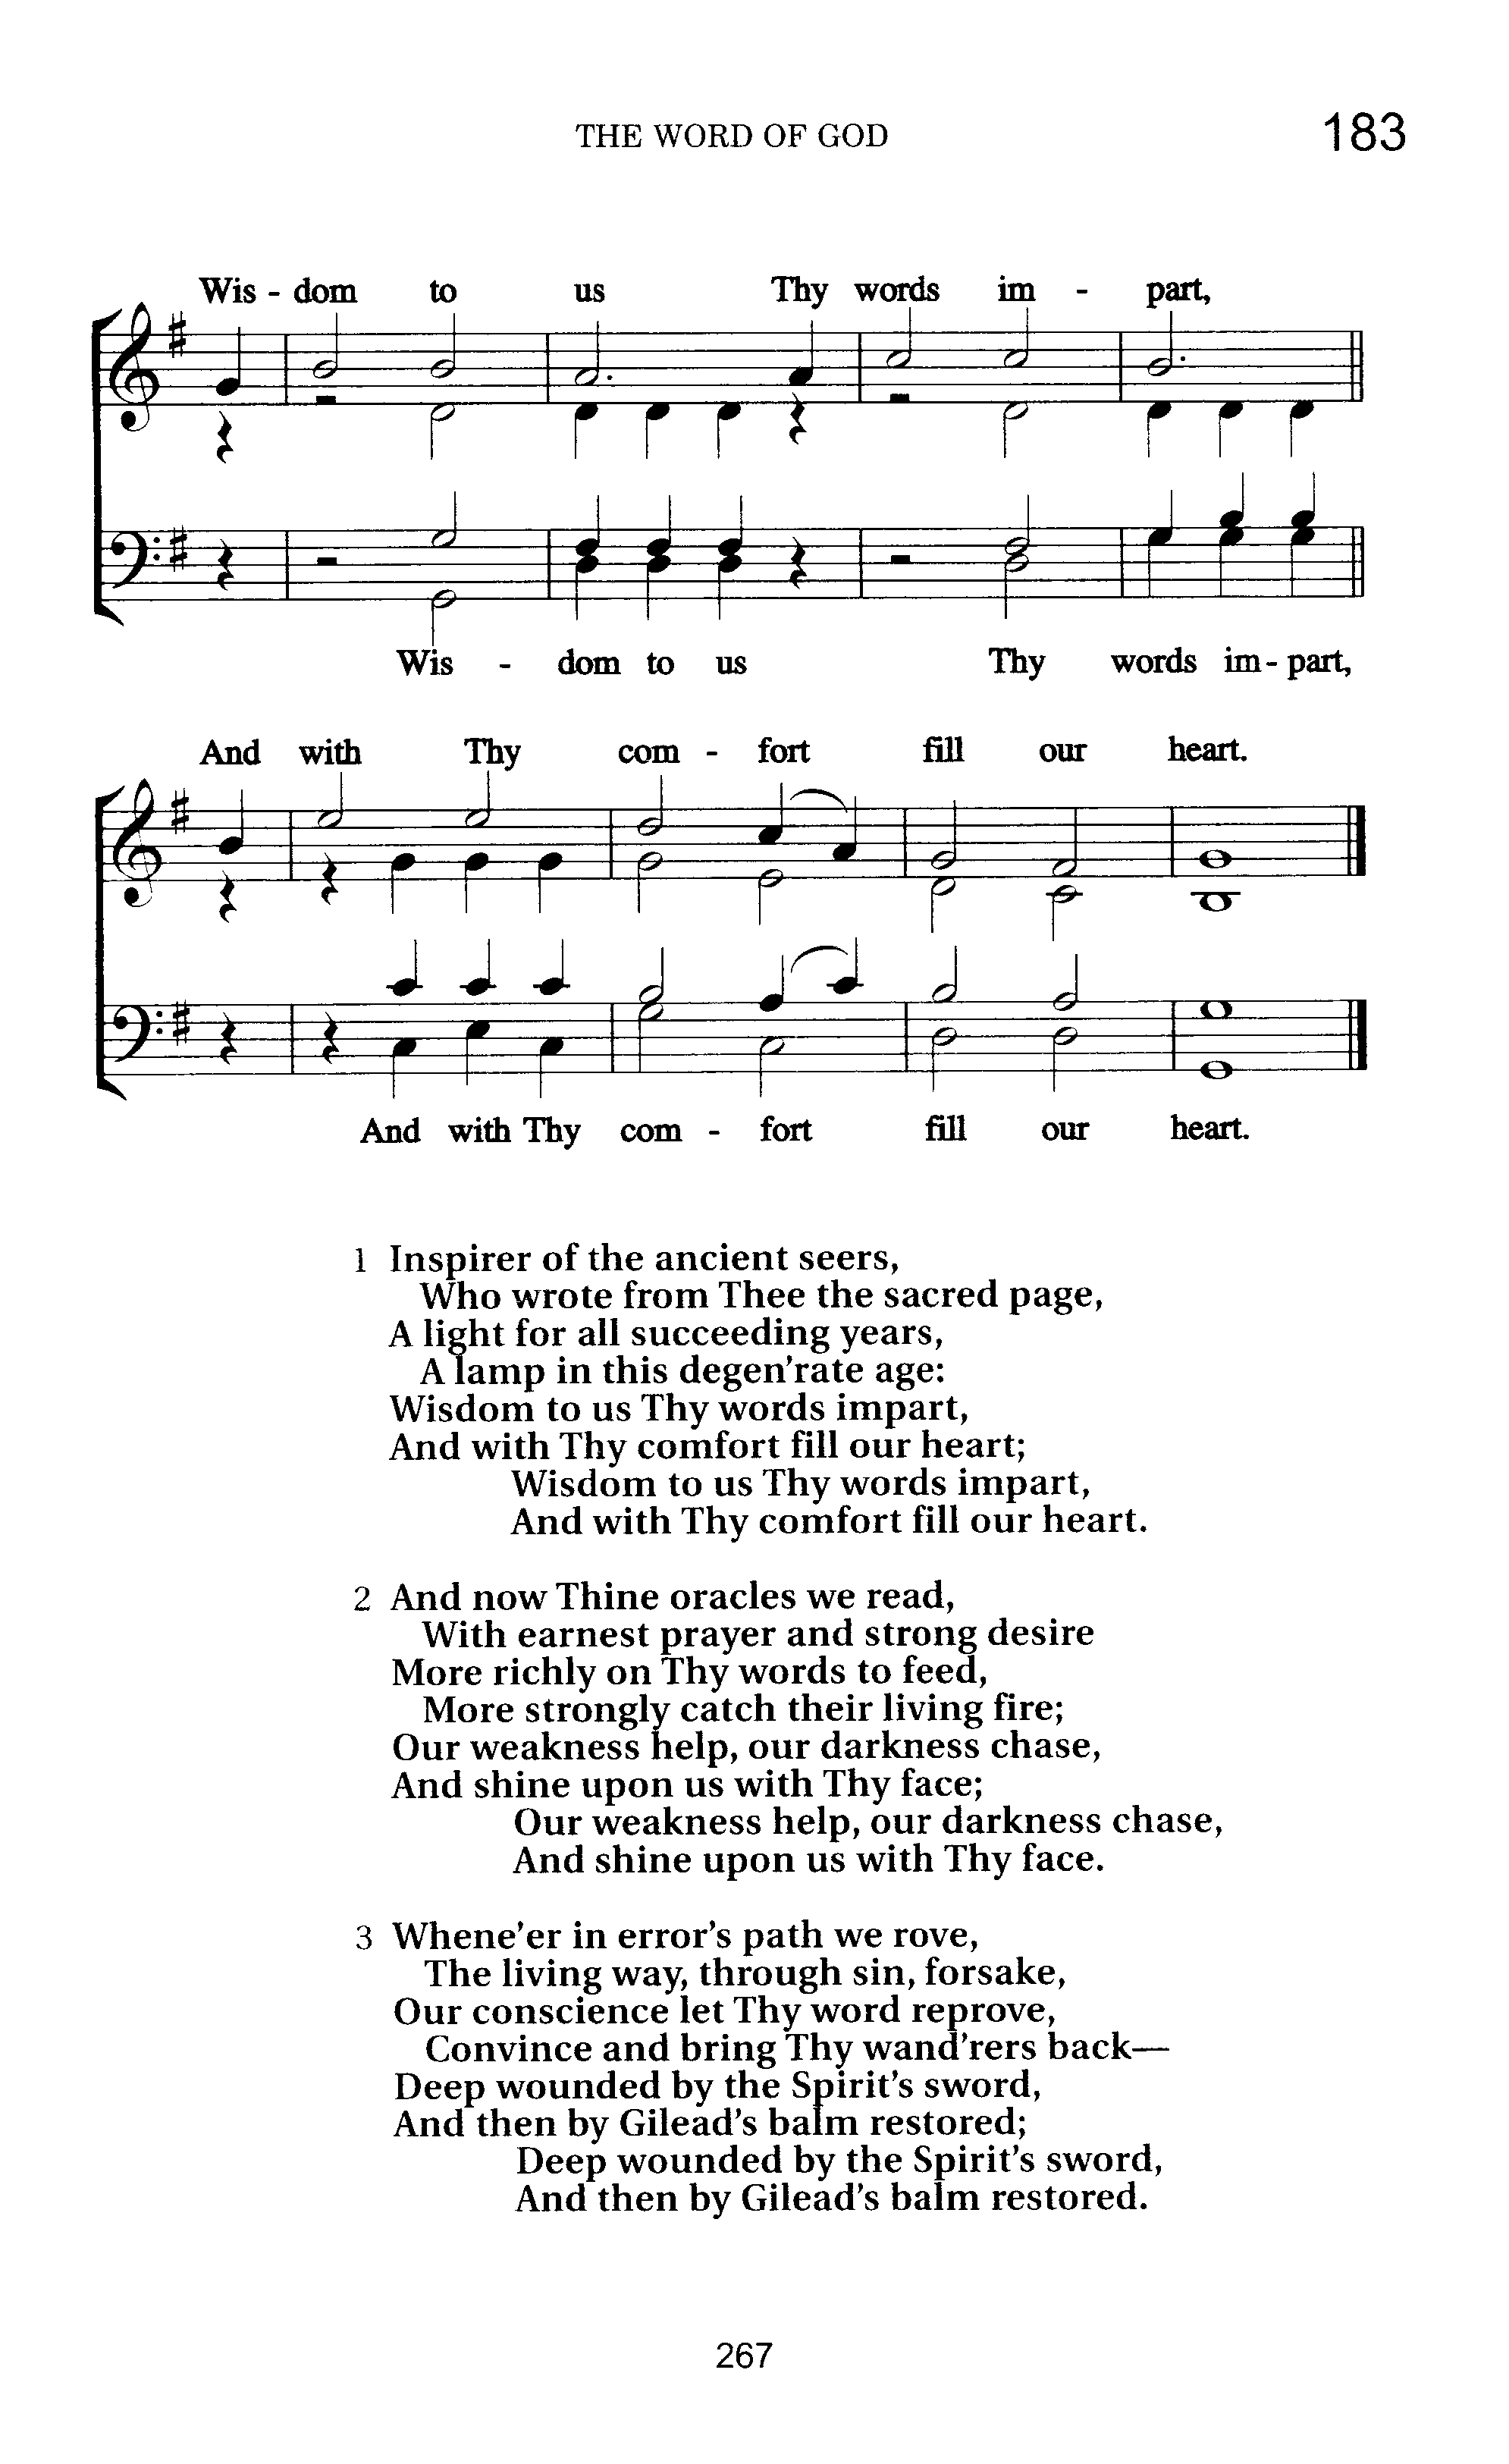 THE WORD OF GOD 183
Wis - dom to us Thy words im - part,
Wis - dom to us Thy words im - part,
And with Thy com - fort fill our heart.
And with Thy com - fort fill our heart.
1 Inspirer of the ancient seers,
Who wrote from Thee the sacred page,
A light for all succeeding years,
A lamp in this degen’rate age:
Wisdom to us Thy words impart,
And with Thy comfort fill our heart;
Wisdom to us Thy words impart,
And with Thy comfort fill our heart.
2 And now Thine oracles we read,
With earnest prayer and strong desire
More richly on Thy words to feed,
More strongly catch their living fire;
Our weakness help, our darkness chase,
And shine upon us with Thy face;
Our weakness help, our darkness chase,
And shine upon us with Thy face.
3 Whene’er in error’s path we rove,
The living way, through sin, forsake,
Our conscience let Thy word reprove,
Convince and bring Thy wand’rers back—
Deep wounded by the Spirit’s sword,
And then by Gilead’s balm restored;
Deep wounded by the Spirit’s sword,
And then by Gilead’s balm restored.
267